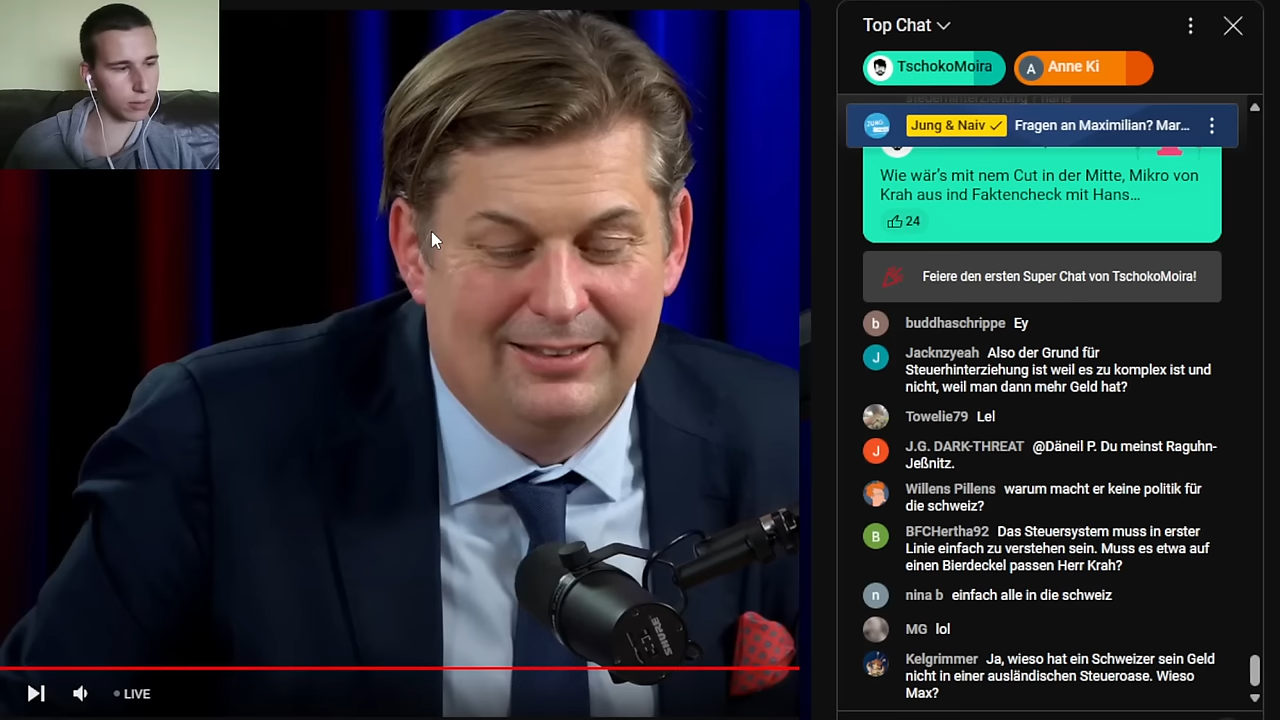 Top Chat
TschokoMoira
A Anne Ki
steuerhinterziehung ? haha
JUNG Jung & Naiv Fragen an Maximilian? Mar...
Wie wär's mit nem Cut in der Mitte, Mikro von
Krah aus ind Faktencheck mit Hans...
24
Feiere den ersten Super Chat von TschokoMoira!
b buddhaschrippe Ey
J Jacknzyeah Also der Grund für
Steuerhinterziehung ist weil es zu komplex ist und
nicht, weil man dann mehr Geld hat?
Towelie79 Lel
J J.G. DARK-THREAT @Däneil P. Du meinst Raguhn-
Jeßnitz.
Willens Pillens warum macht er keine politik für
die schweiz?
B BFCHertha92 Das Steuersystem muss in erster
Linie einfach zu verstehen sein. Muss es etwa auf
einen Bierdeckel passen Herr Krah?
n nina b einfach alle in die schweiz
MG lol
Kelgrimmer Ja, wieso hat ein Schweizer sein Geld
nicht in einer ausländischen Steueroase. Wieso
Max?
SHURE
LIVE